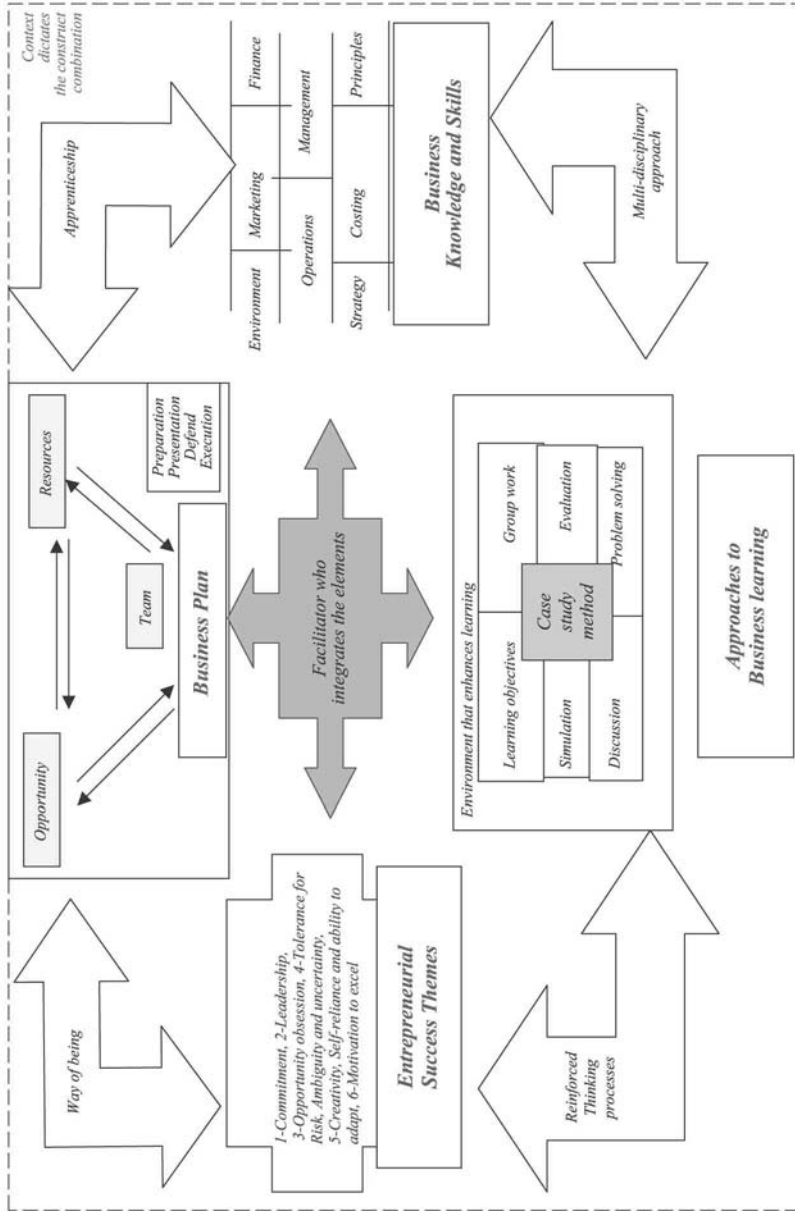 Context
dictates
the construct
combination
Way of being
Opportunity
Resources
Team
Business Plan
Preparation
Presentation
Defend
Execution
Apprenticeship
1-Commitment, 2-Leadership,
3-Opportunity obsession, 4-Tolerance for
Risk, Ambiguity and uncertainty,
5-Creativity, Self-reliance and ability to
adapt, 6-Motivation to excel
Entrepreneurial
Success Themes
Facilitator who
integrates the elements
Environment
Marketing
Finance
Operations
Management
Strategy
Costing
Principles
Business
Knowledge and Skills
Reinforced
Thinking
processes
Environment that enhances learning
Learning objectives
Group work
Simulation
Case
study
method
Evaluation
Discussion
Problem solving
Approaches to
Business learning
Multi-disciplinary
approach